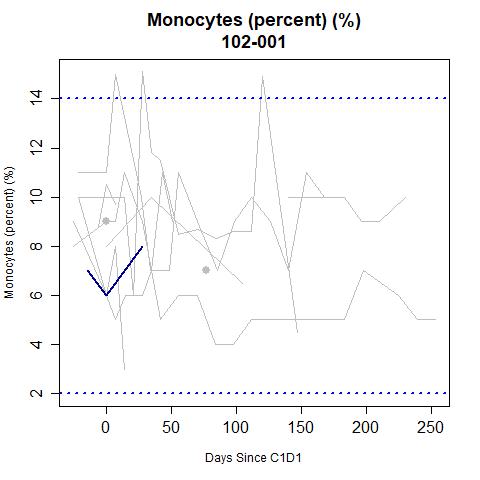 Monocytes (percent) (%)
102-001
Monocytes (percent) (%)
14
12
10
8
6
4
2
0 50 100 150 200 250
Days Since C1D1